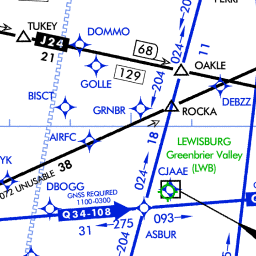 TUKEY
DOMMO
J24
21
68
024
11
OAKLE
GOLLE
129
DEBZZ
BISCT
GRNBR
204
ROCKA
AIRFC
18
LEWISBURG
Greenbrier Valley
(LWB)
YK
38
CJAAE
072 UNUSABLE
DBOGG
GNSS REQUIRED
1100-0300
024
Q34-108
093
31
275
204
ASBUR
Q